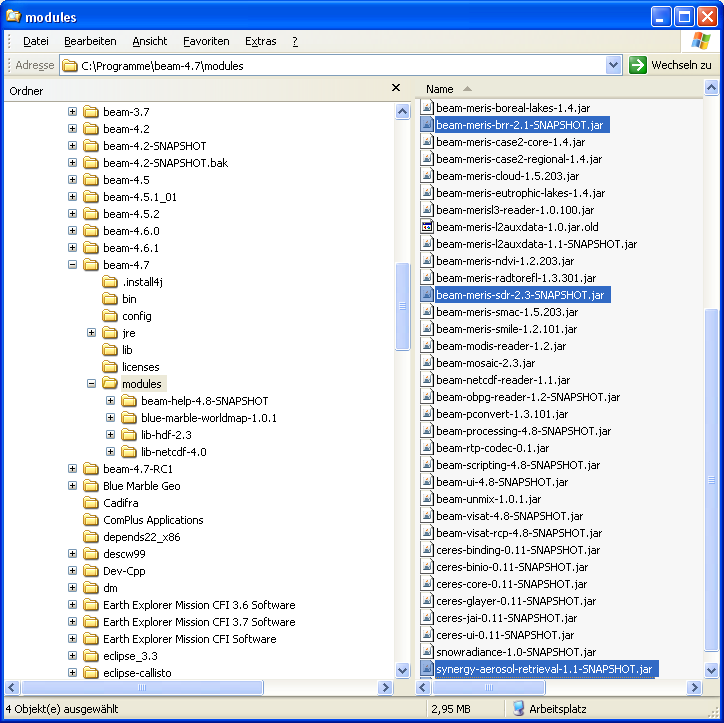 modules
Datei Bearbeiten Ansicht Favoriten Extras ?
Adresse C:\Programme\beam-4.7\modules Wechseln zu
Ordner
beam-3.7
beam-4.2
beam-4.2-SNAPSHOT
beam-4.2-SNAPSHOT.bak
beam-4.5
beam-4.5.1_01
beam-4.5.2
beam-4.6.0
beam-4.6.1
beam-4.7
.install4j
bin
config
jre
lib
licenses
modules
beam-help-4.8-SNAPSHOT
blue-marble-worldmap-1.0.1
lib-hdf-2.3
lib-netcdf-4.0
beam-4.7-RC1
Blue Marble Geo
Cadifra
ComPlus Applications
depends22_x86
descw99
Dev-Cpp
dm
Earth Explorer Mission CFI 3.6 Software
Earth Explorer Mission CFI 3.7 Software
Earth Explorer Mission CFI Software
eclipse_3.3
eclipse-callisto
Name
beam-meris-boreal-lakes-1.4.jar
beam-meris-brr-2.1-SNAPSHOT.jar
beam-meris-case2-core-1.4.jar
beam-meris-case2-regional-1.4.jar
beam-meris-cloud-1.5.203.jar
beam-meris-eutrophic-lakes-1.4.jar
beam-merisl3-reader-1.0.100.jar
beam-meris-l2auxdata-1.0.jar.old
beam-meris-l2auxdata-1.1-SNAPSHOT.jar
beam-meris-ndvi-1.2.203.jar
beam-meris-radtorefl-1.3.301.jar
beam-meris-sdr-2.3-SNAPSHOT.jar
beam-meris-smac-1.5.203.jar
beam-meris-smile-1.2.101.jar
beam-modis-reader-1.2.jar
beam-mosaic-2.3.jar
beam-netcdf-reader-1.1.jar
beam-obpg-reader-1.2-SNAPSHOT.jar
beam-pconvert-1.3.101.jar
beam-processing-4.8-SNAPSHOT.jar
beam-rtp-codec-0.1.jar
beam-scripting-4.8-SNAPSHOT.jar
beam-ui-4.8-SNAPSHOT.jar
beam-unmix-1.0.1.jar
beam-visat-4.8-SNAPSHOT.jar
beam-visat-rcp-4.8-SNAPSHOT.jar
ceres-binding-0.11-SNAPSHOT.jar
ceres-binio-0.11-SNAPSHOT.jar
ceres-core-0.11-SNAPSHOT.jar
ceres-glayer-0.11-SNAPSHOT.jar
ceres-jai-0.11-SNAPSHOT.jar
ceres-ui-0.11-SNAPSHOT.jar
snowradiance-1.0-SNAPSHOT.jar
synergy-aerosol-retrieval-1.1-SNAPSHOT.jar
4 Objekt(e) ausgewählt 2,95 MB Arbeitsplatz